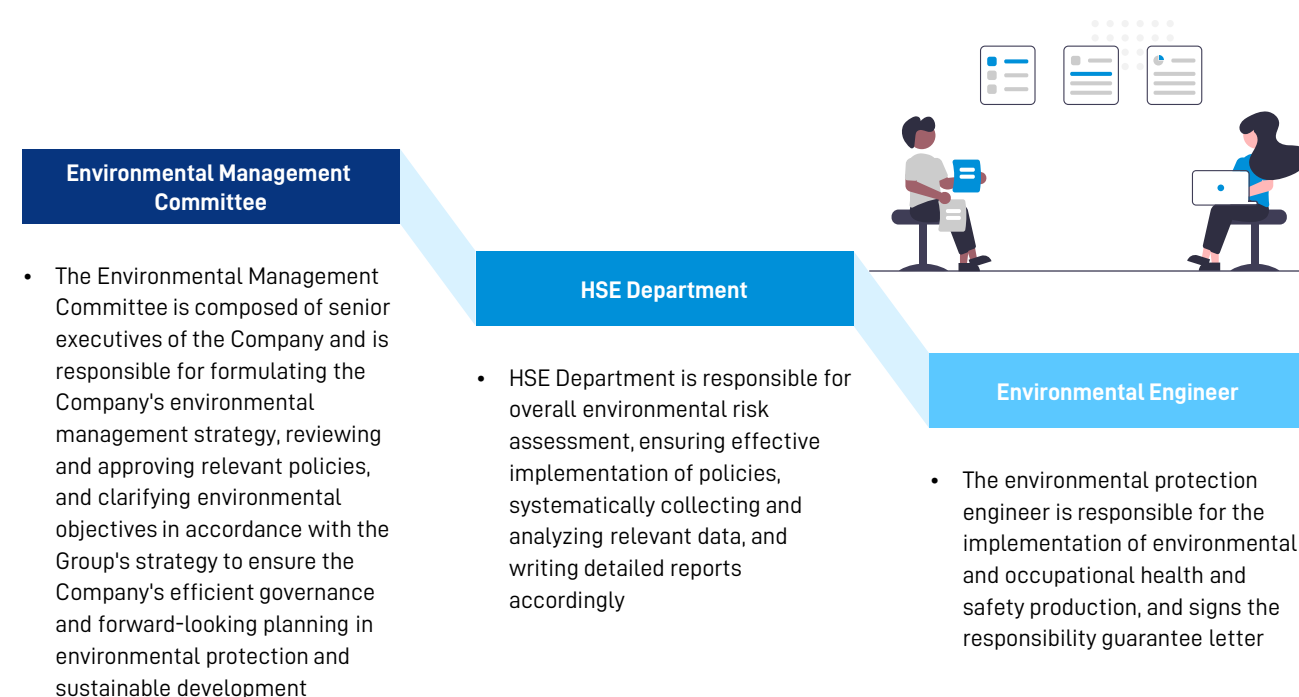 Environmental Management
Committee
• The Environmental Management
Committee is composed of senior
executives of the Company and is
responsible for formulating the
Company's environmental
management strategy, reviewing
and approving relevant policies,
and clarifying environmental
objectives in accordance with the
Group's strategy to ensure the
Company's efficient governance
and forward-looking planning in
environmental protection and
sustainable development
HSE Department
• HSE Department is responsible for
overall environmental risk
assessment, ensuring effective
implementation of policies,
systematically collecting and
analyzing relevant data, and
writing detailed reports
accordingly
Environmental Engineer
• The environmental protection
engineer is responsible for the
implementation of environmental
and occupational health and
safety production, and signs the
responsibility guarantee letter